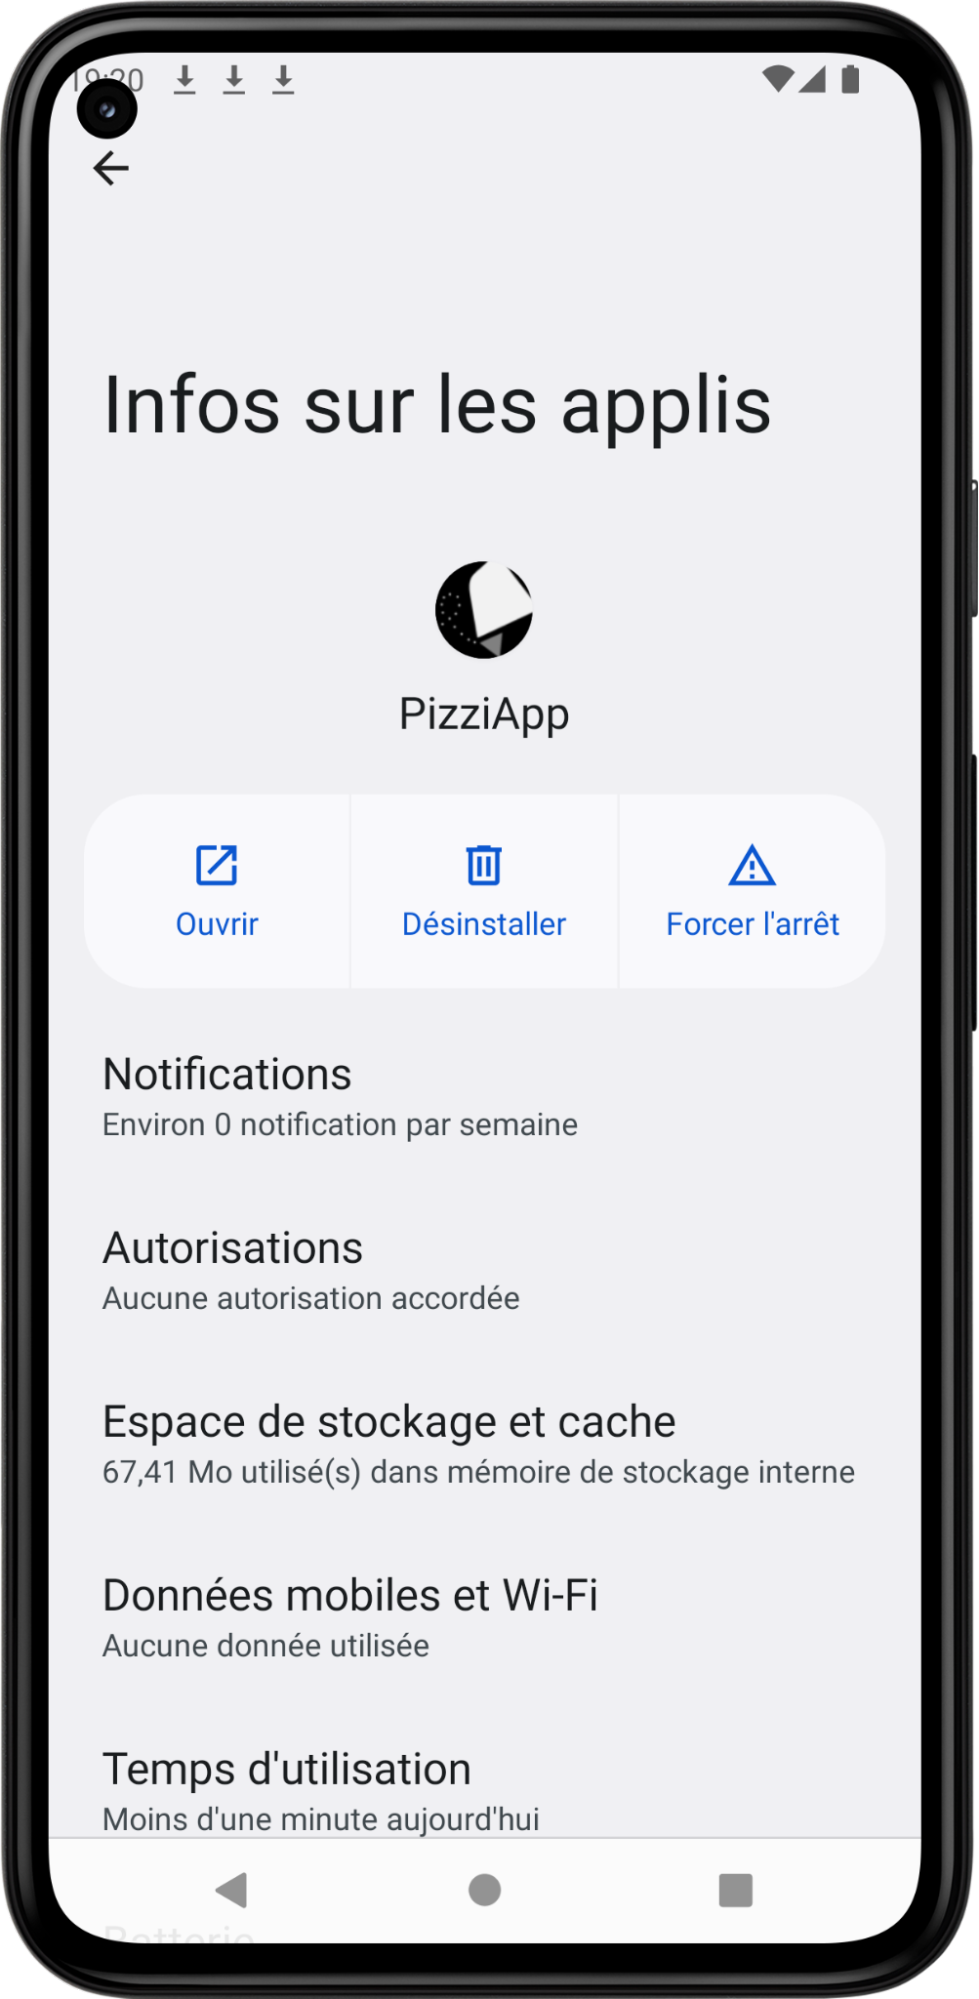 19:20
Infos sur les applis
PizziApp
Ouvrir
Désinstaller
Forcer l'arrêt
Notifications
Environ 0 notification par semaine
Autorisations
Aucune autorisation accordée
Espace de stockage et cache
67,41 Mo utilisé(s) dans mémoire de stockage interne
Données mobiles et Wi-Fi
Aucune donnée utilisée
Temps d'utilisation
Moins d'une minute aujourd'hui
Batterie